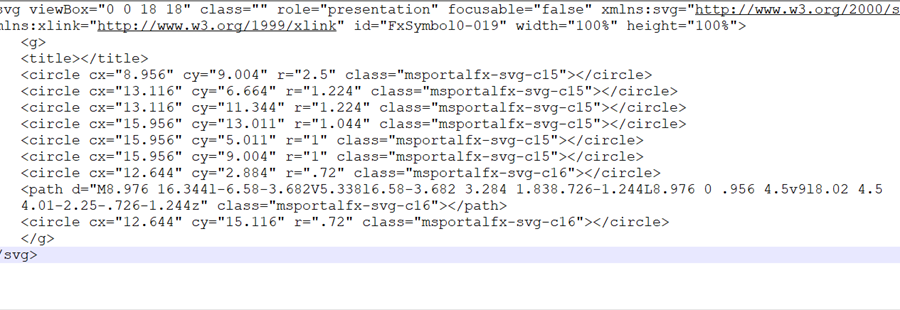 svg viewBox="0 0 18 18" class="" role="presentation" focusable="false" xmlns:svg="http://www.w3.org/2000/s
mlns:xlink="http://www.w3.org/1999/xlink" id="FxSymbol0-019" width="100%" height="100%">
<g>
<title></title>
<circle cx="8.956" cy="9.004" r="2.5" class="msportalfx-svg-c15"></circle>
<circle cx="13.116" cy="6.664" r="1.224" class="msportalfx-svg-c15"></circle>
<circle cx="13.116" cy="11.344" r="1.224" class="msportalfx-svg-c15"></circle>
<circle cx="15.956" cy="13.011" r="1.044" class="msportalfx-svg-c15"></circle>
<circle cx="15.956" cy="5.011" r="1" class="msportalfx-svg-c15"></circle>
<circle cx="15.956" cy="9.004" r="1" class="msportalfx-svg-c15"></circle>
<circle cx="12.644" cy="2.884" r=".72" class="msportalfx-svg-c16"></circle>
<path d="M8.976 16.344l-6.58-3.682V5.338l6.58-3.682 3.284 1.838.726-1.244L8.976 0 .956 4.5v9l8.02 4.5
4.01-2.25-.726-1.244z" class="msportalfx-svg-c16"></path>
<circle cx="12.644" cy="15.116" r=".72" class="msportalfx-svg-c16"></circle>
</g>
/svg>